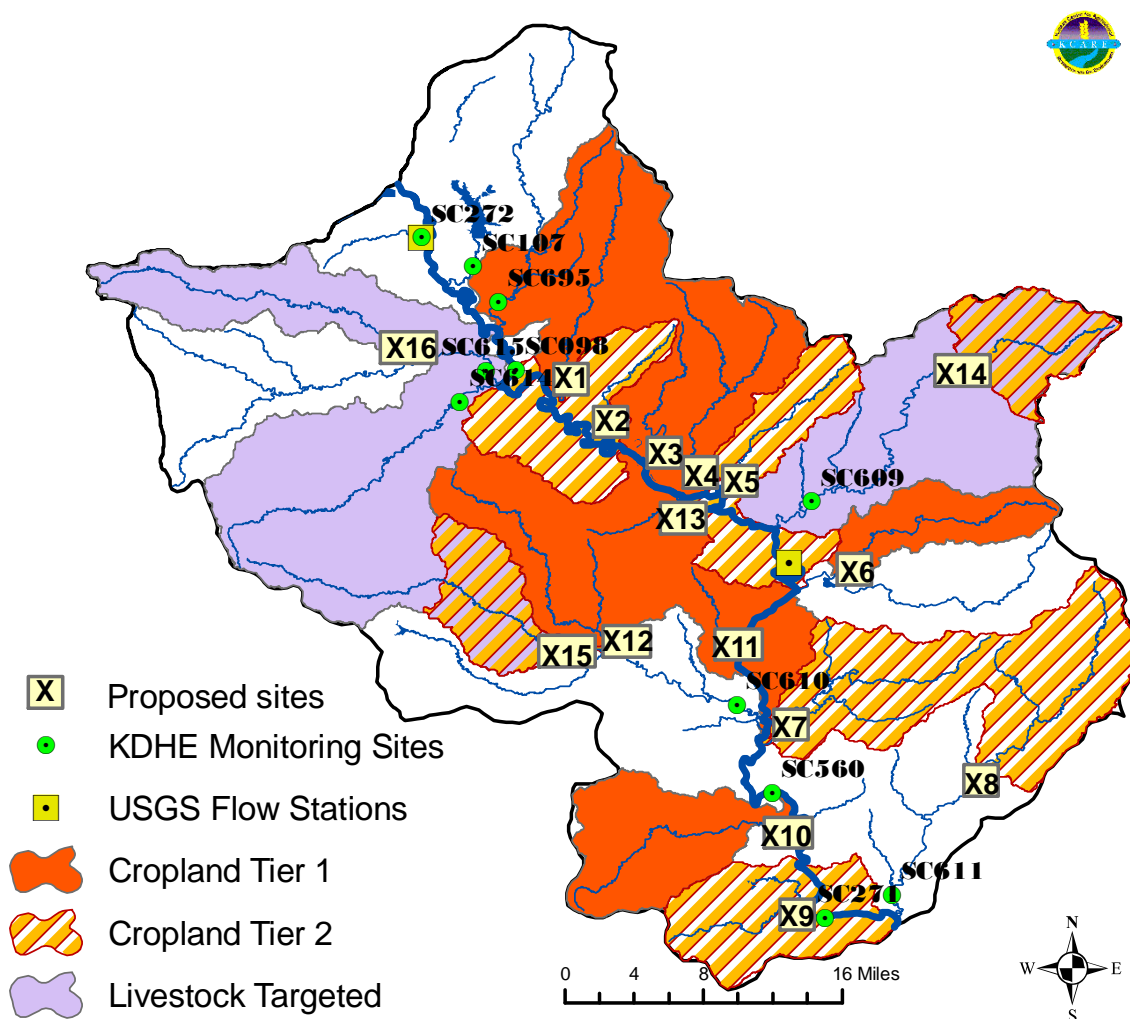 KCARE
SC272
SC107
SC695
X16
SC615
SC098
X1
X14
X2
X3
X4
X5
SC609
X13
X6
X12
X15
X11
SC610
X7
SC560
X8
X10
SC611
SC271
X9
X Proposed sites
KDHE Monitoring Sites
USGS Flow Stations
Cropland Tier 1
Cropland Tier 2
Livestock Targeted
0 4 8 16 Miles
N
W E
S